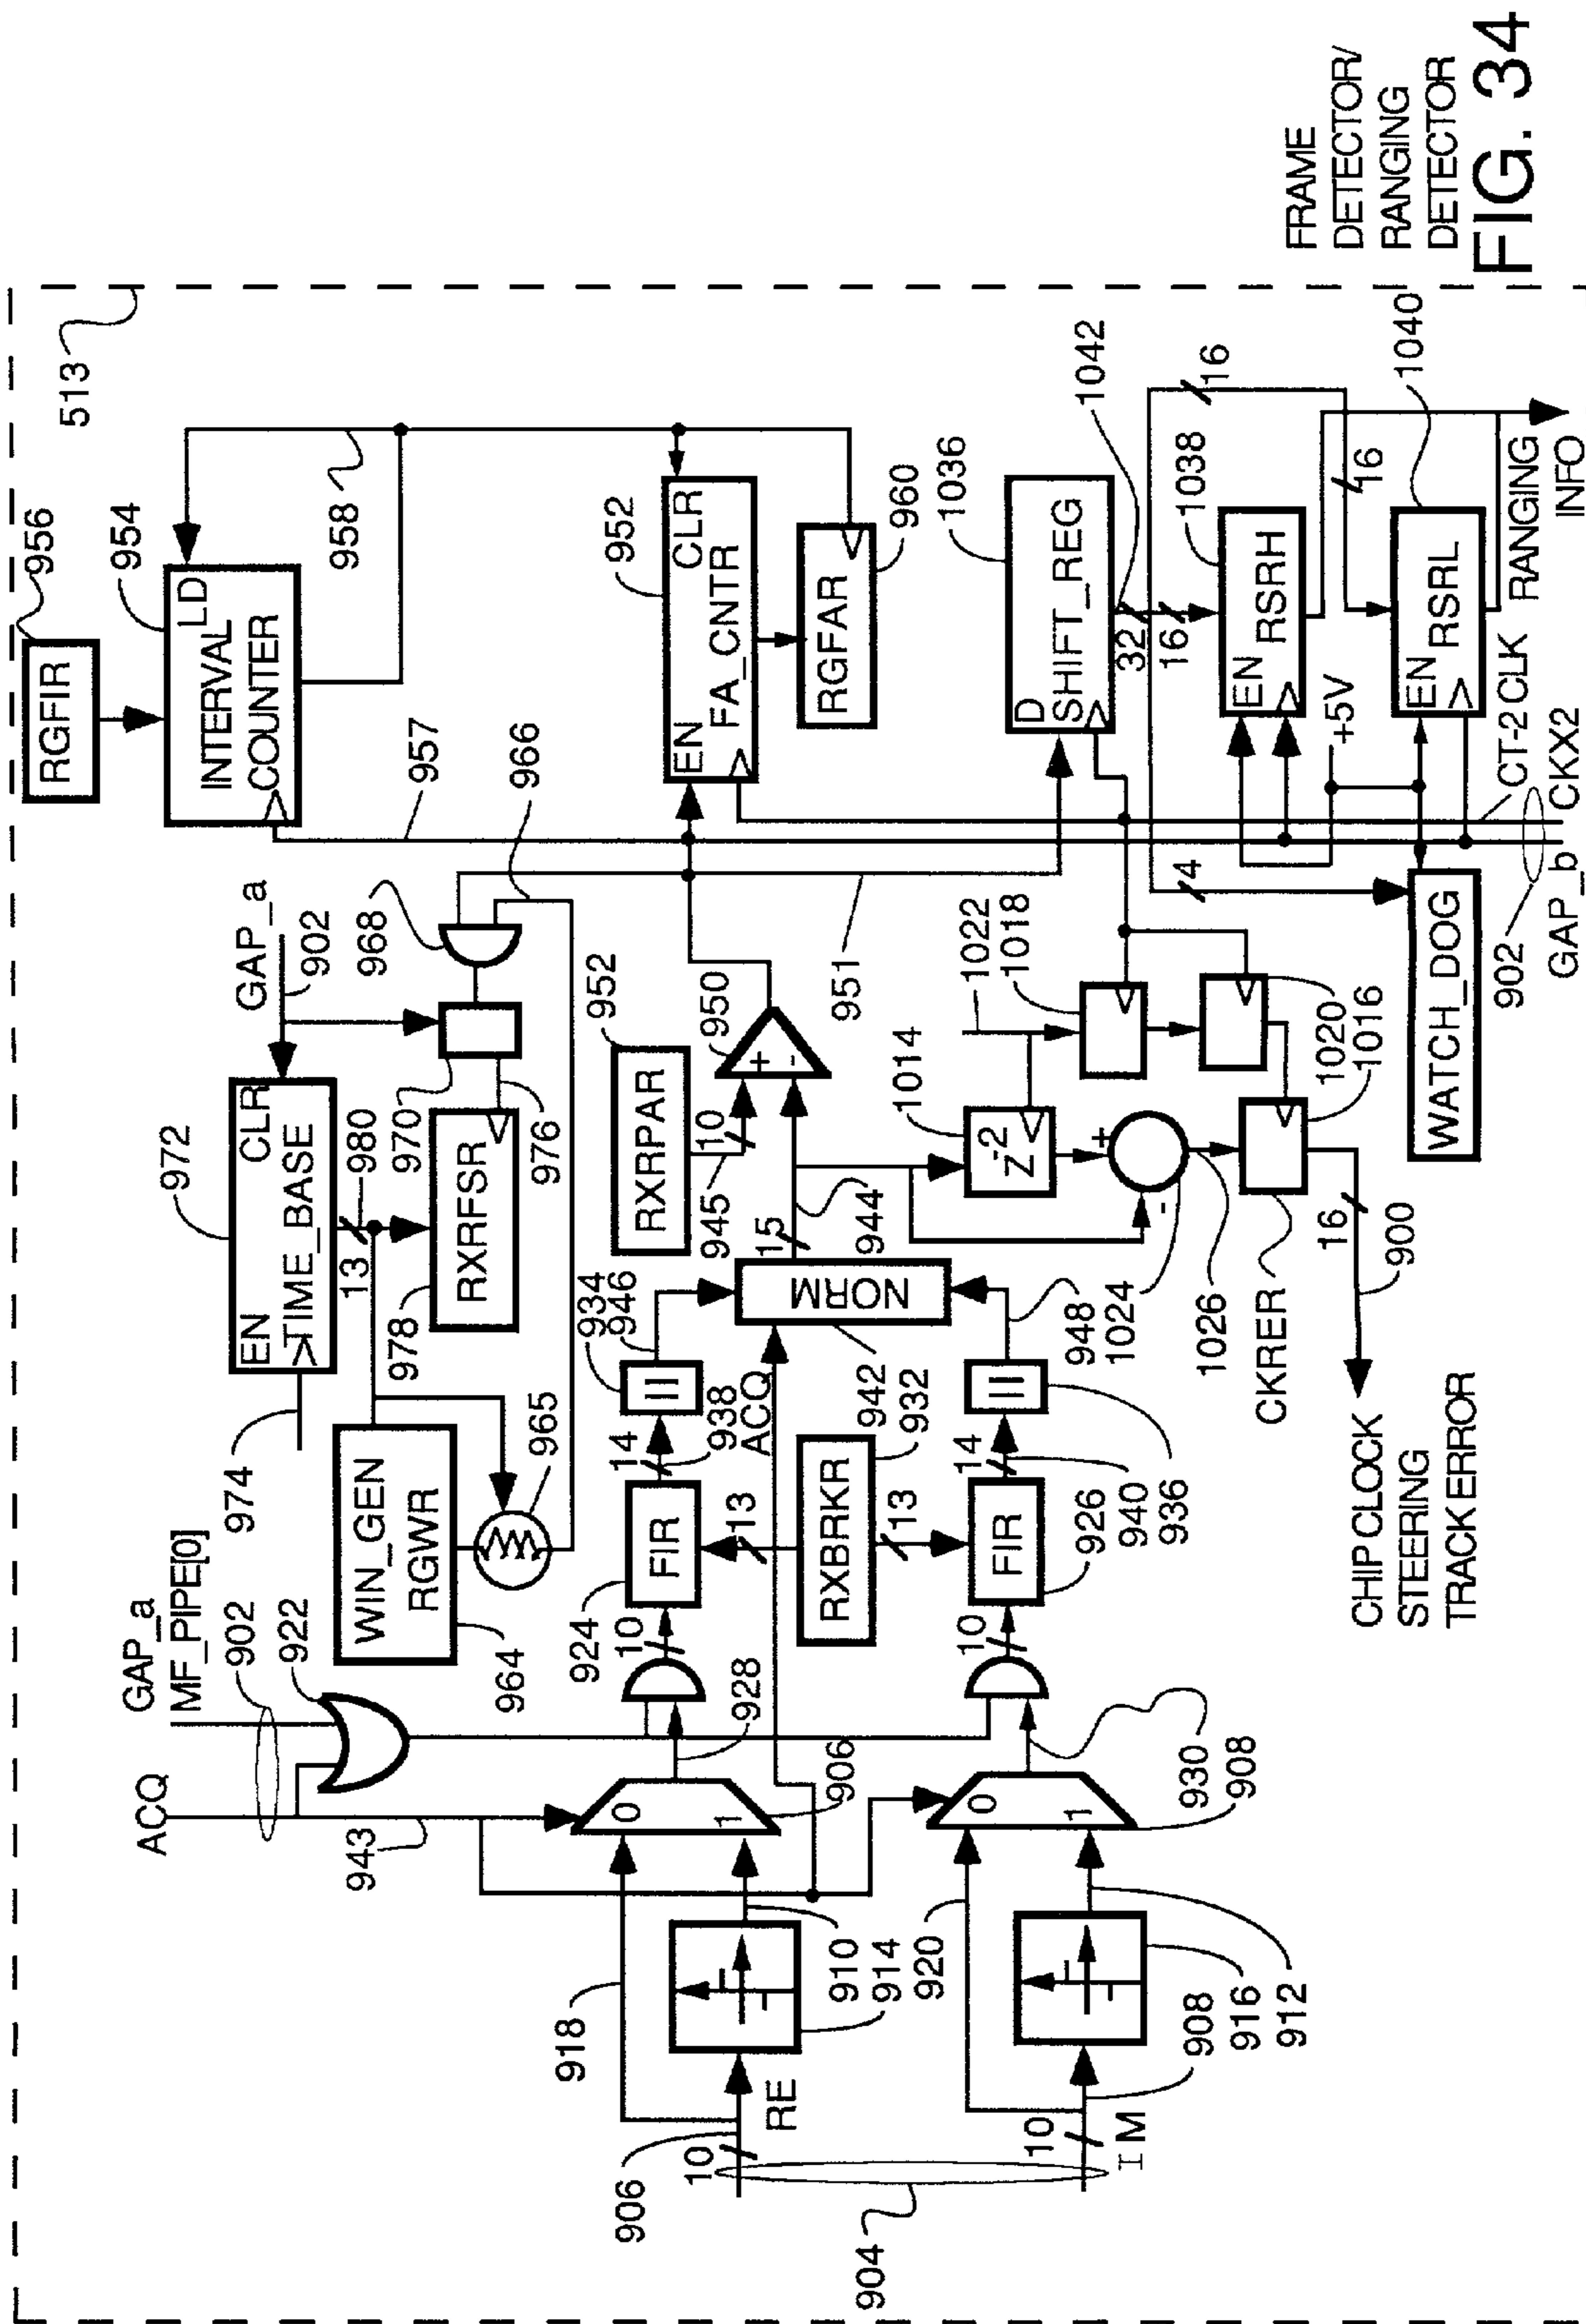 513
956
RGFIR
954
LD
INTERVAL
COUNTER
958
957
966
GAP_a
902
968
972
EN CLR
TIME_BASE
974
13
980
970
976
978
RXRFSR
WIN_GEN
RGWR
964
965
GAP_a
MF_PIPE[0]
902
922
ACQ
943
952
EN CLR
FA_CNTR
RGFAR
960
952
RXRPAR
945
10
950
+
-
951
934
946
15
944
NORM
942
948
924
FIR
14
938
ACQ
10
13
RXBRKR
932
13
926
FIR
14
940
936
10
928
906
0
1
918
910
914
RE
906
10
904
930
908
0
1
920
908
916
912
10
IM
1036
D
SHIFT_REG
1042
32
16
16
1038
EN
RSRH
16
1040
EN
RSRL
+5V
RANGING
INFO
CT-2 CLK
CKX2
GAP_b
902
4
WATCH_DOG
1022
1018
1014
Z-2
+
-
1024
1026
1020
1016
CKRER
16
900
CHIP CLOCK
STEERING
TRACK ERROR
FRAME
DETECTOR/
RANGING
DETECTOR
FIG. 34